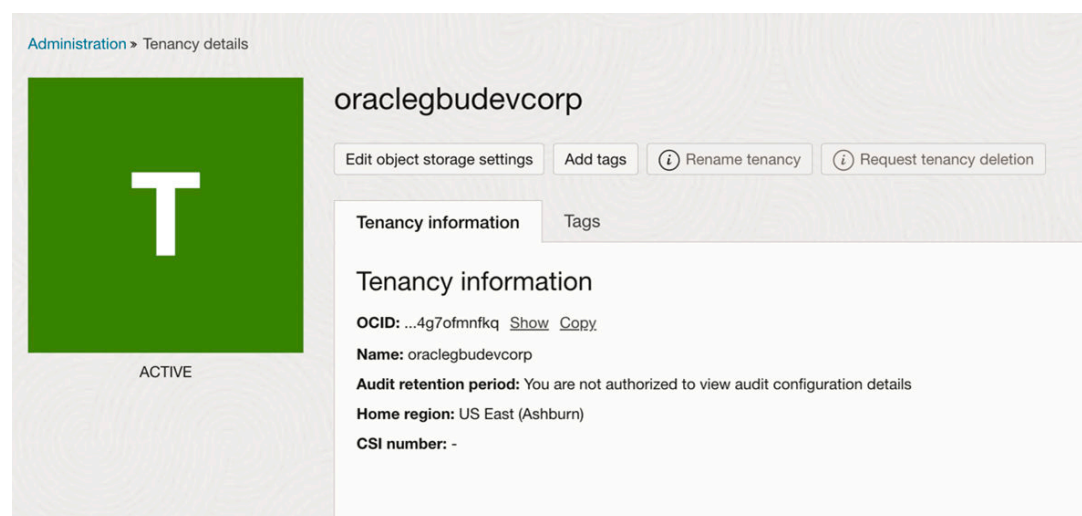 Administration » Tenancy details
T
ACTIVE
oraclegbudevcorp
Edit object storage settings Add tags i Rename tenancy i Request tenancy deletion
Tenancy information Tags
Tenancy information
OCID: ...4g7ofmnfkq Show Copy
Name: oraclegbudevcorp
Audit retention period: You are not authorized to view audit configuration details
Home region: US East (Ashburn)
CSI number: -